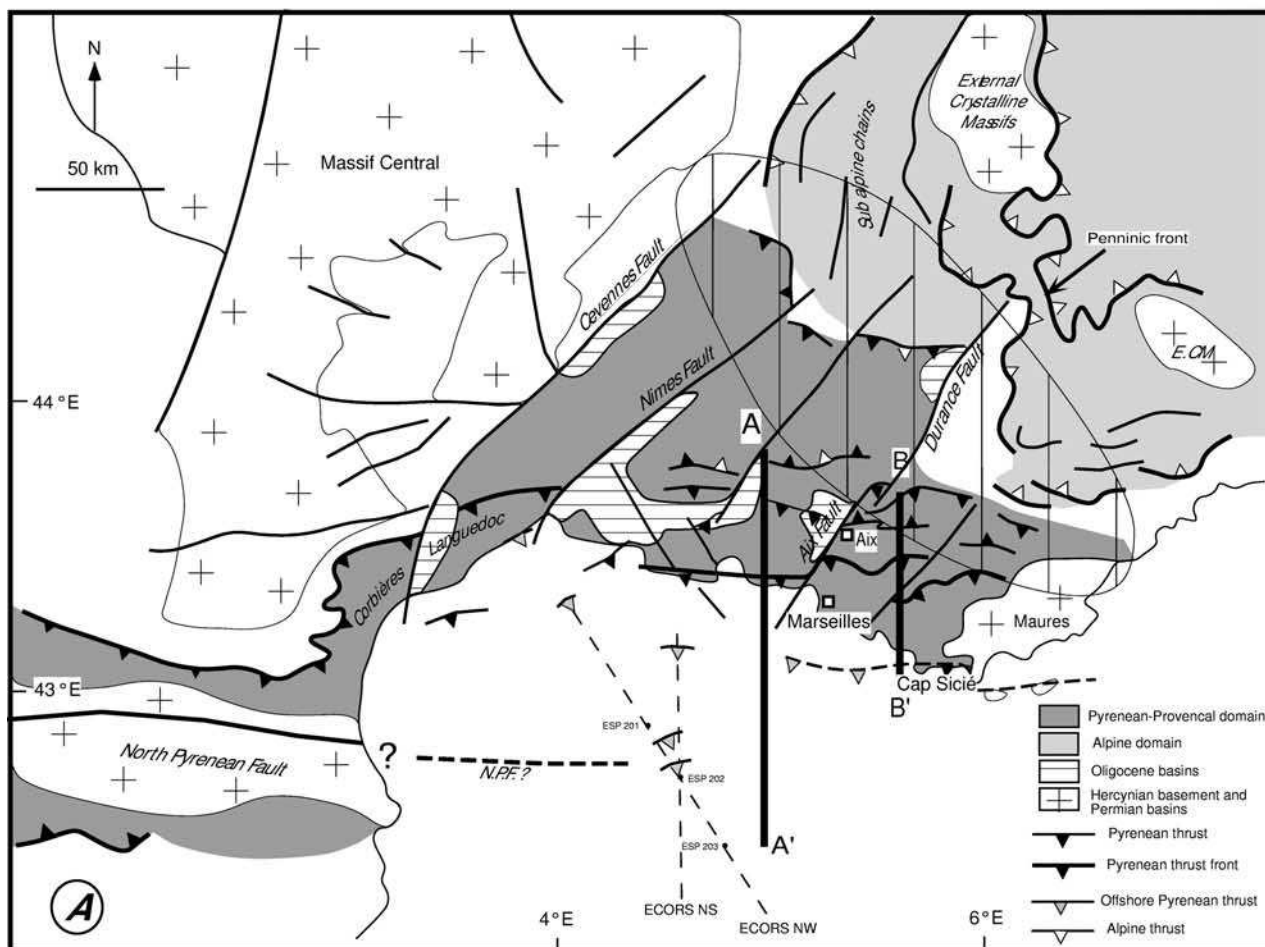 N
50 km
Massif Central
External
Crystalline
Massifs
Sub alpine chains
Penninic front
E.CM
Cevennes Fault
Nimes Fault
Durance Fault
44°E
A
B
Languedoc
Corbières
Aix Fault
Aix
Marseilles
Maures
43°E
Cap Sicié
B'
North Pyrenean Fault
?
N.P.F.?
ESP 201
ESP 202
ESP 203
A'
ECORS NS
ECORS NW
4°E
6°E
A
Pyrenean-Provencal domain
Alpine domain
Oligocene basins
Hercynian basement and
Permian basins
Pyrenean thrust
Pyrenean thrust front
Offshore Pyrenean thrust
Alpine thrust